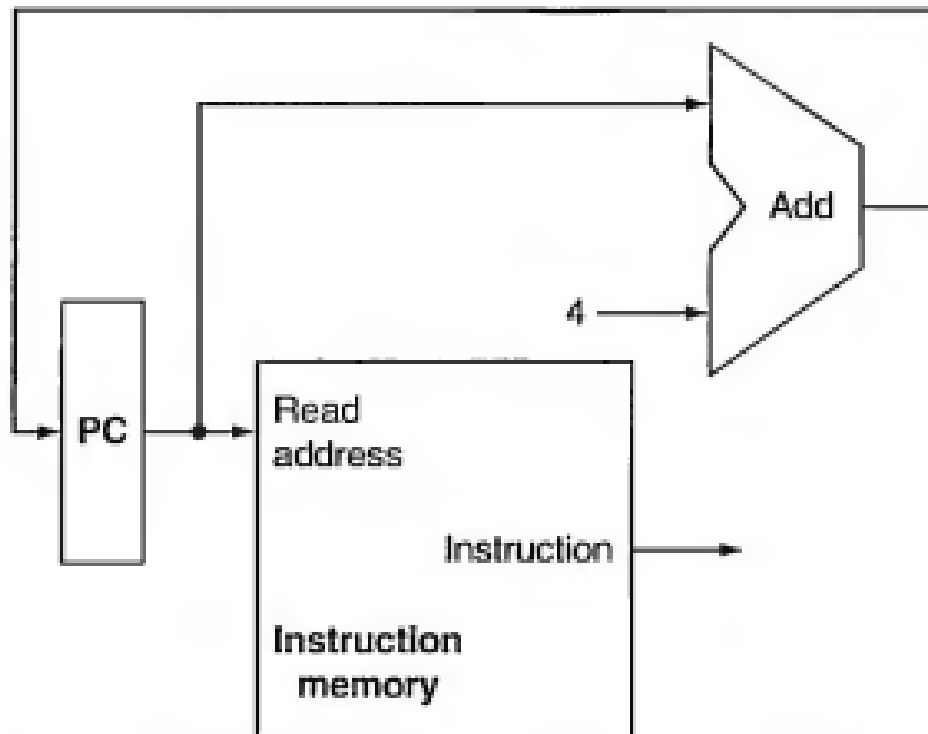 Add
4
PC
Read
address
Instruction
Instruction
memory